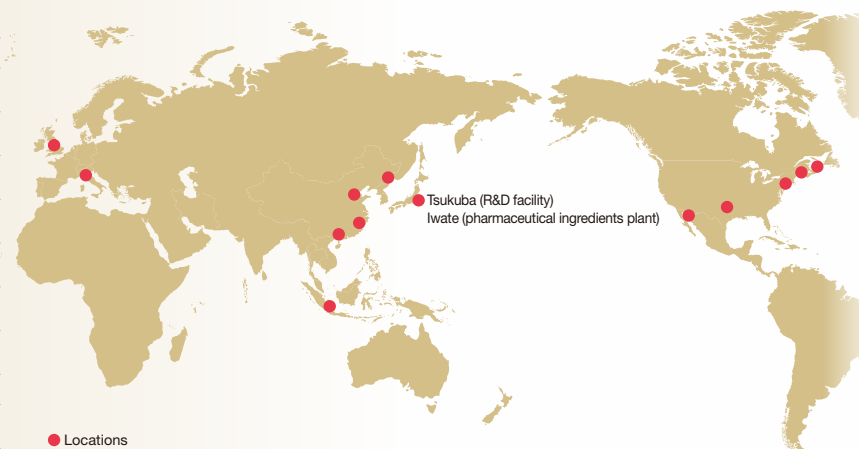 Tsukuba (R&D facility)
Iwate (pharmaceutical ingredients plant)
Locations